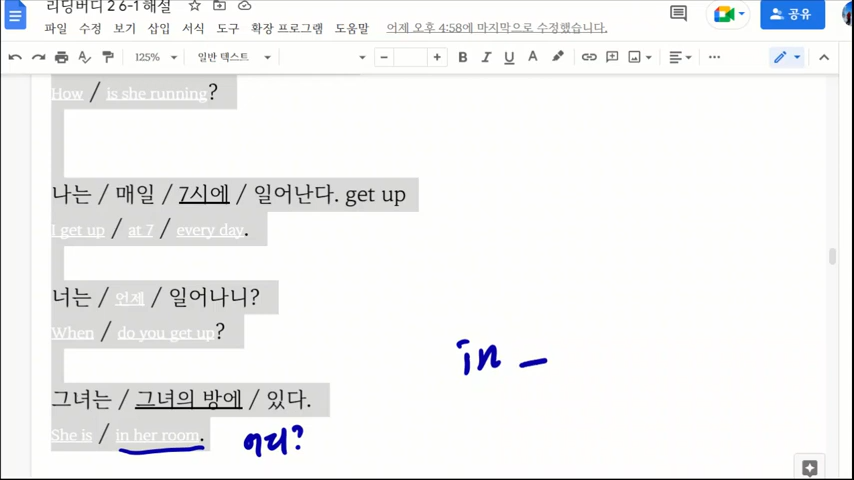 리딩버디 2 6-1 해설
파일 수정 보기 삽입 서식 도구 확장 프로그램 도움말 어제 오후 4:58에 마지막으로 수정했습니다.
공유
125% 일반 텍스트 B I U A
How / is she running?
나는 / 매일 / 7시에 / 일어난다. get up
I get up / at 7 / every day.
너는 / 언제 / 일어나니?
When / do you get up?
in
그녀는 / 그녀의 방에 / 있다.
She is / in her room. 어디?